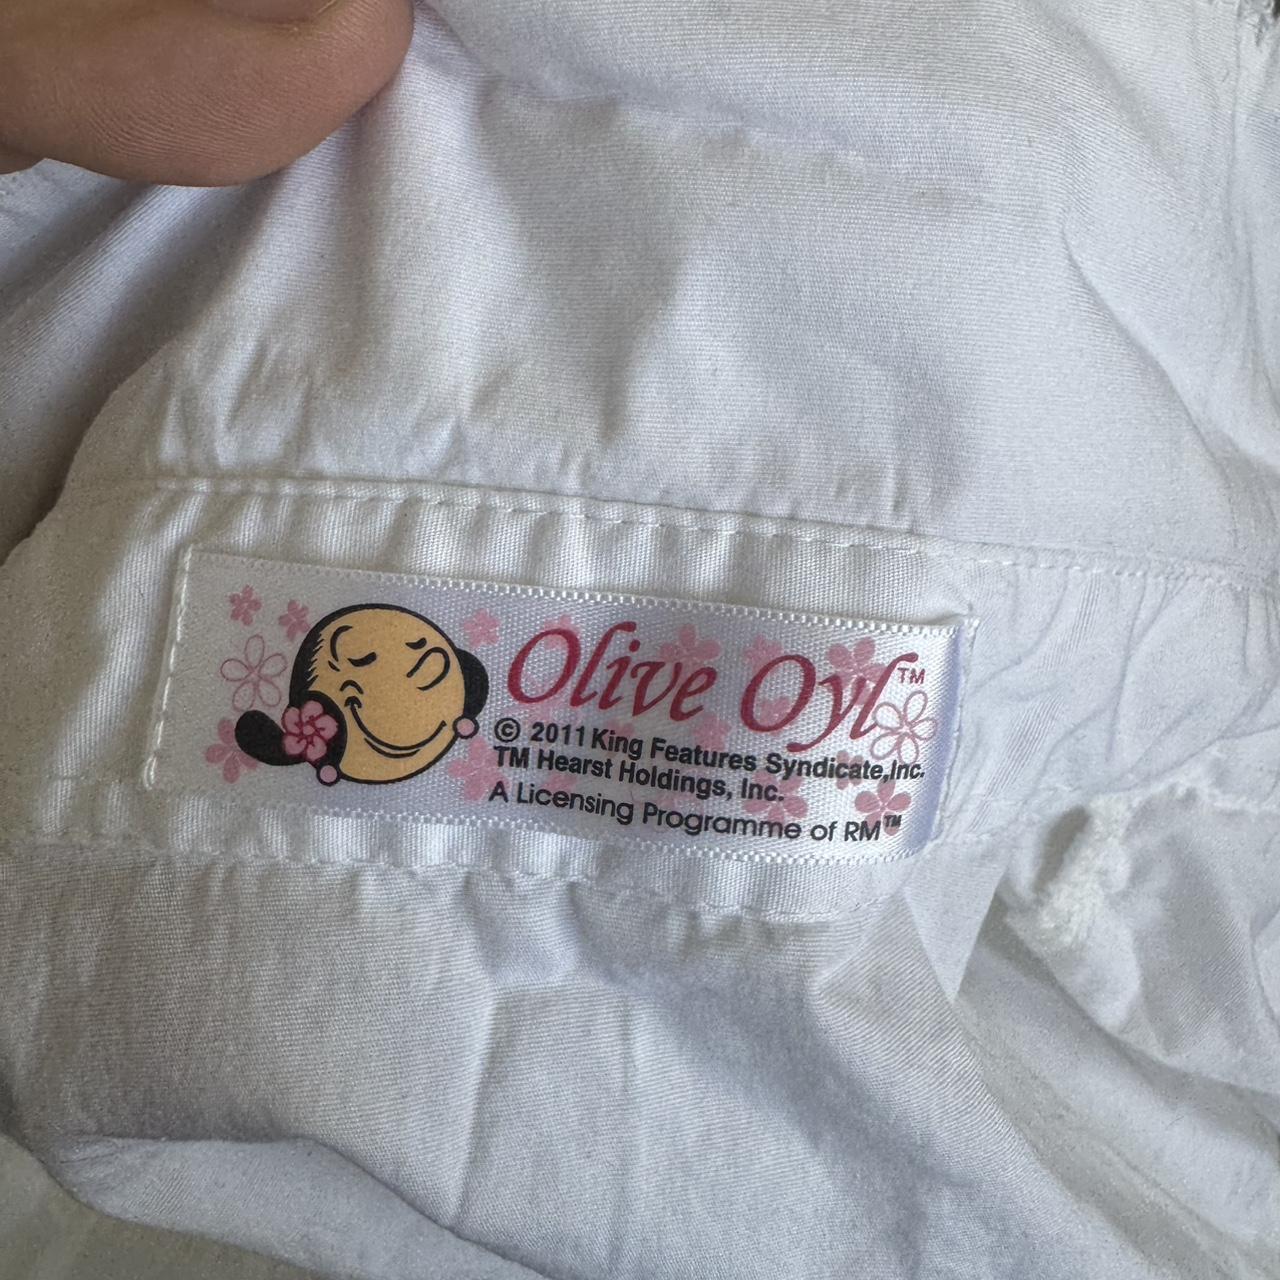 Olive Oyl™
© 2011 King Features Syndicate,Inc.
TM Hearst Holdings, Inc.
A Licensing Programme of RM™